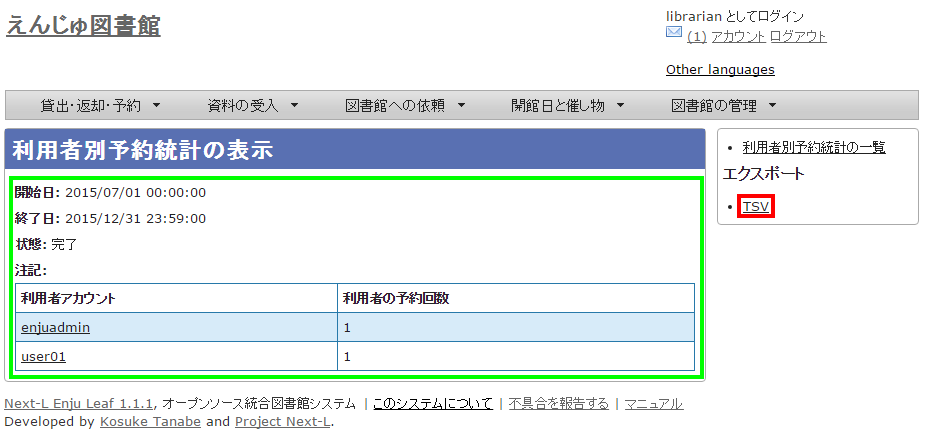 えんじゅ図書館
librarian としてログイン
(1) アカウント ログアウト
Other languages
貸出・返却・予約 資料の受入 図書館への依頼 開館日と催し物 図書館の管理
利用者別予約統計の表示
開始日: 2015/07/01 00:00:00
終了日: 2015/12/31 23:59:00
状態: 完了
注記:
利用者アカウント 利用者の予約回数
enjuadmin 1
user01 1
利用者別予約統計の一覧
エクスポート
TSV
Next-L Enju Leaf 1.1.1, オープンソース統合図書館システム | このシステムについて | 不具合を報告する | マニュアル
Developed by Kosuke Tanabe and Project Next-L.